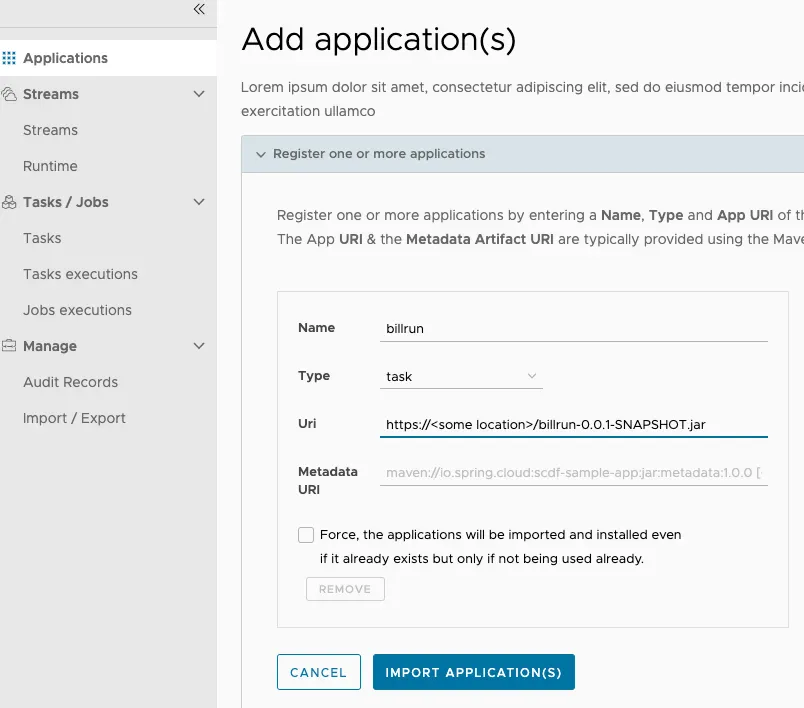 Add application(s)
Applications
Lorem ipsum dolor sit amet, consectetur adipiscing elit, sed do eiusmod tempor
exercitation ullamco
Streams
Streams
Runtime
Tasks / Jobs
Tasks
Tasks executions
Jobs executions
Manage
Audit Records
Import / Export
Register one or more applications
Register one or more applications by entering a Name, Type and App URI of
The App URI & the Metadata Artifact URI are typically provided using the
Name
billrun
Type
task
Uri
https://<some location>/billrun-0.0.1-SNAPSHOT.jar
Metadata
URI
maven://io.spring.cloud:scdf-sample-app:jar:metadata:1.0.0 [
Force, the applications will be imported and installed even
if it already exists but only if not being used already.
REMOVE
CANCEL
IMPORT APPLICATION(S)